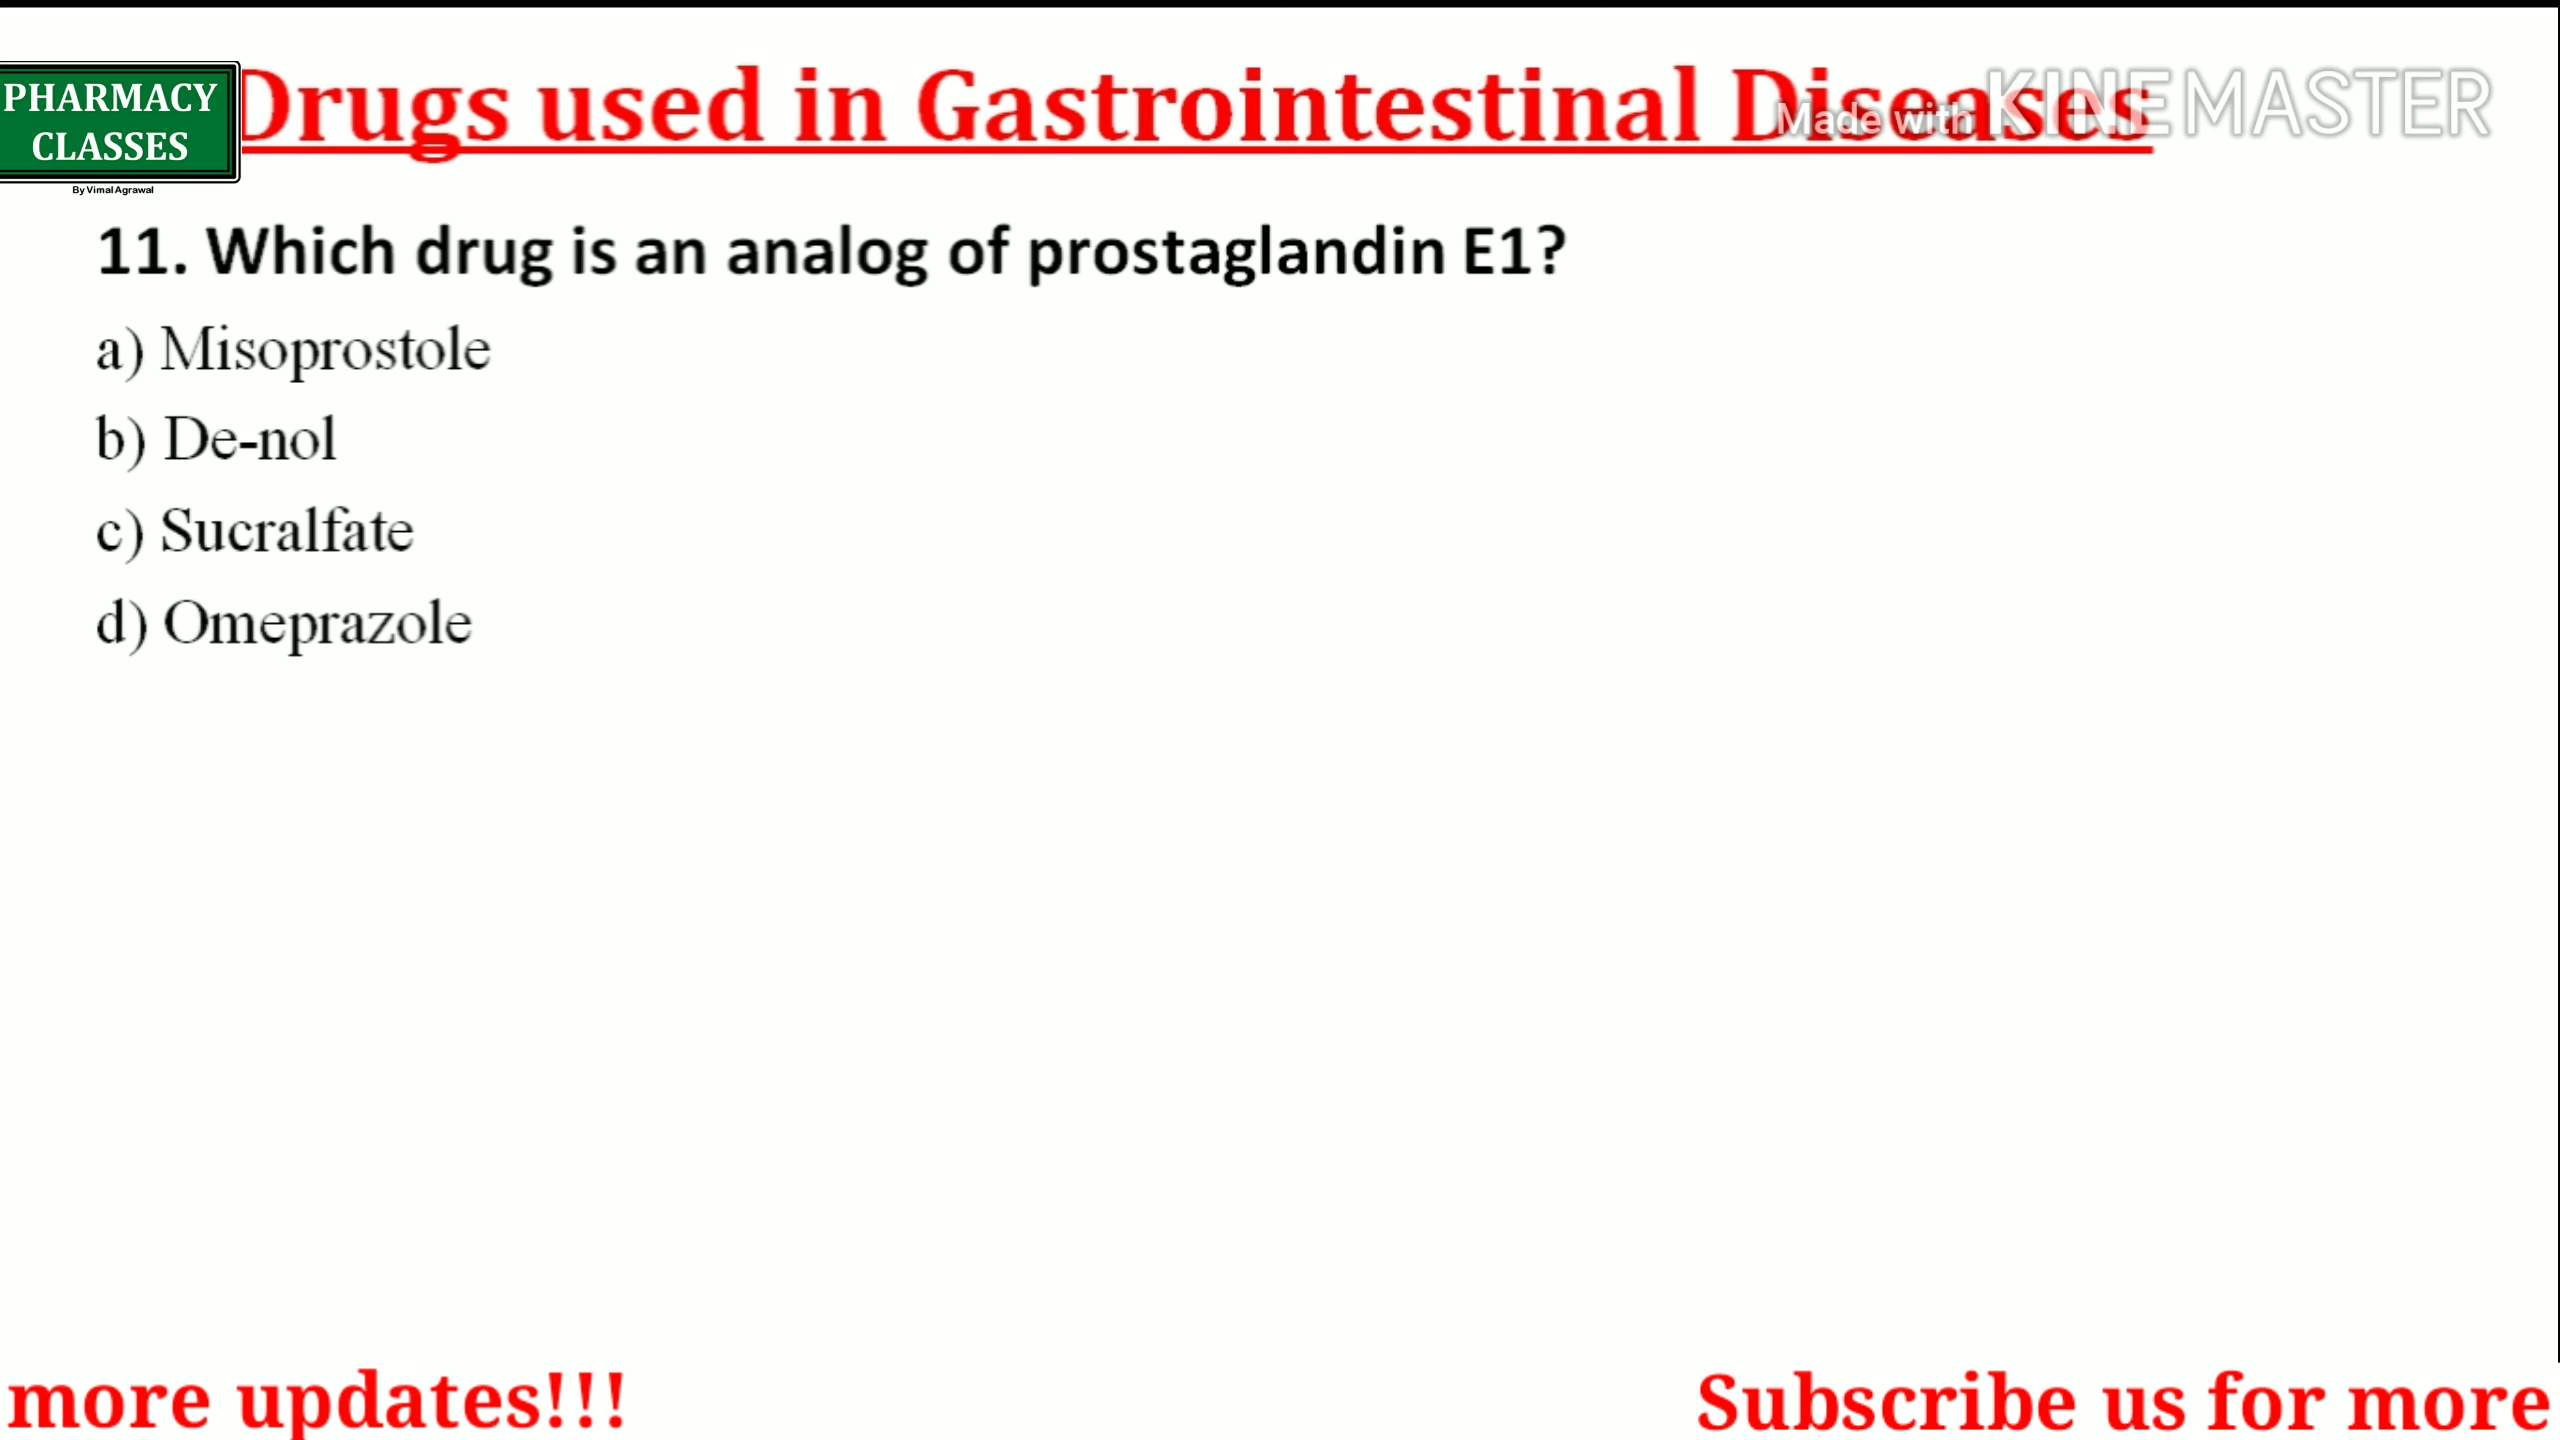 PHARMACY
CLASSES
By Vimal Agrawal
Drugs used in Gastrointestinal Diseases
Made with KINEMASTER
11. Which drug is an analog of prostaglandin E1?
a) Misoprostole
b) De-nol
c) Sucralfate
d) Omeprazole
more updates!!!
Subscribe us for more